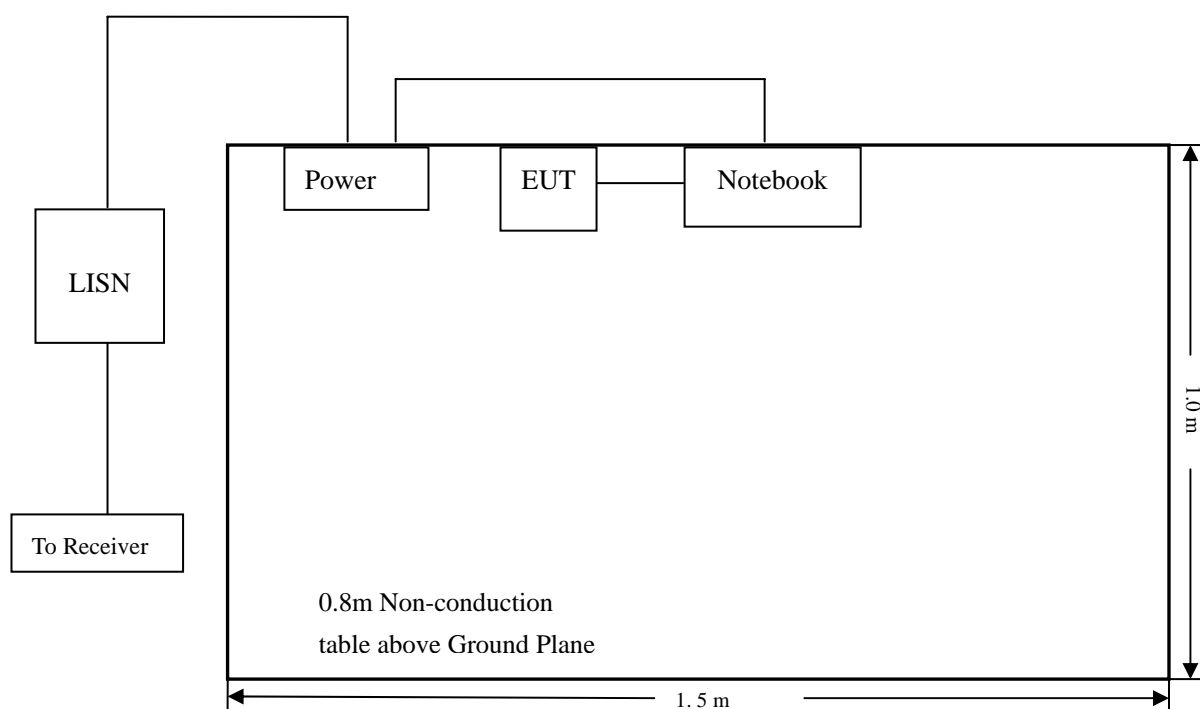 Power
EUT
Notebook
LISN
1.0 m
To Receiver
0.8m Non-conduction
table above Ground Plane
1. 5 m